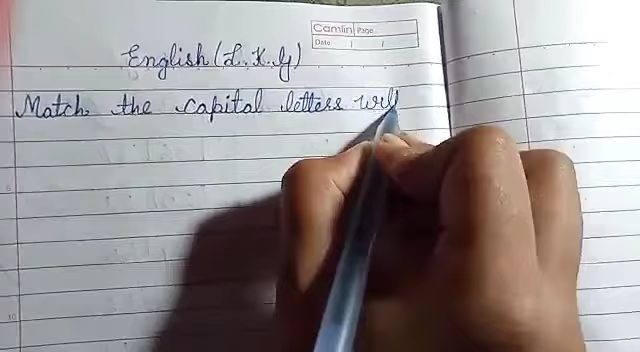 Camlin Page
Date / /
English (L.K.G)
Match the capital letters